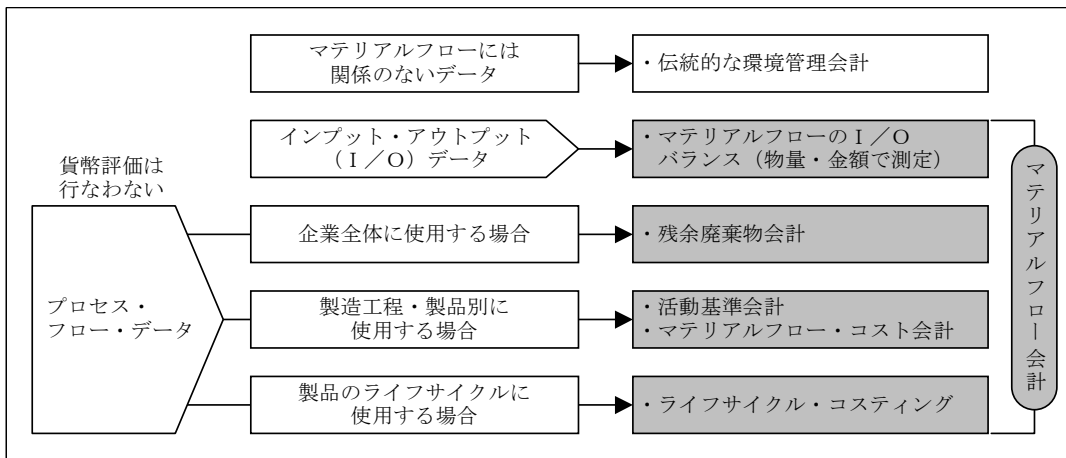 マテリアルフローには
関係のないデータ
・伝統的な環境管理会計
インプット・アウトプット
（Ｉ／Ｏ）データ
・マテリアルフローのＩ／Ｏ
バランス（物量・金額で測定）
貨幣評価は
行なわない
プロセス・
フロー・データ
企業全体に使用する場合
・残余廃棄物会計
製造工程・製品別に
使用する場合
・活動基準会計
・マテリアルフロー・コスト会計
製品のライフサイクルに
使用する場合
・ライフサイクル・コスティング
マテリアルフロー会計